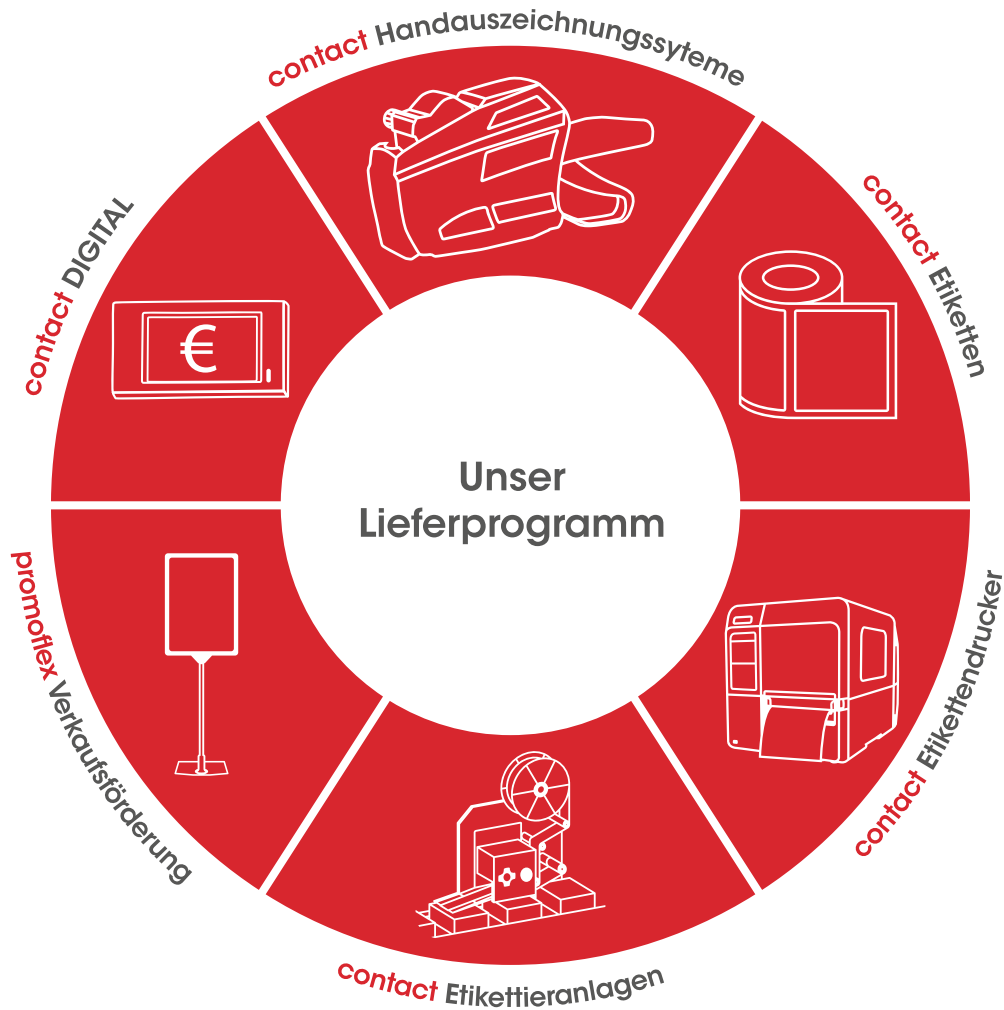 contact Handauszeichnungssyteme
contact Etiketten
contact Etikettendrucker
contact Etikettieranlagen
promoflex Verkaufsförderung
contact DIGITAL
€
Unser
Lieferprogramm